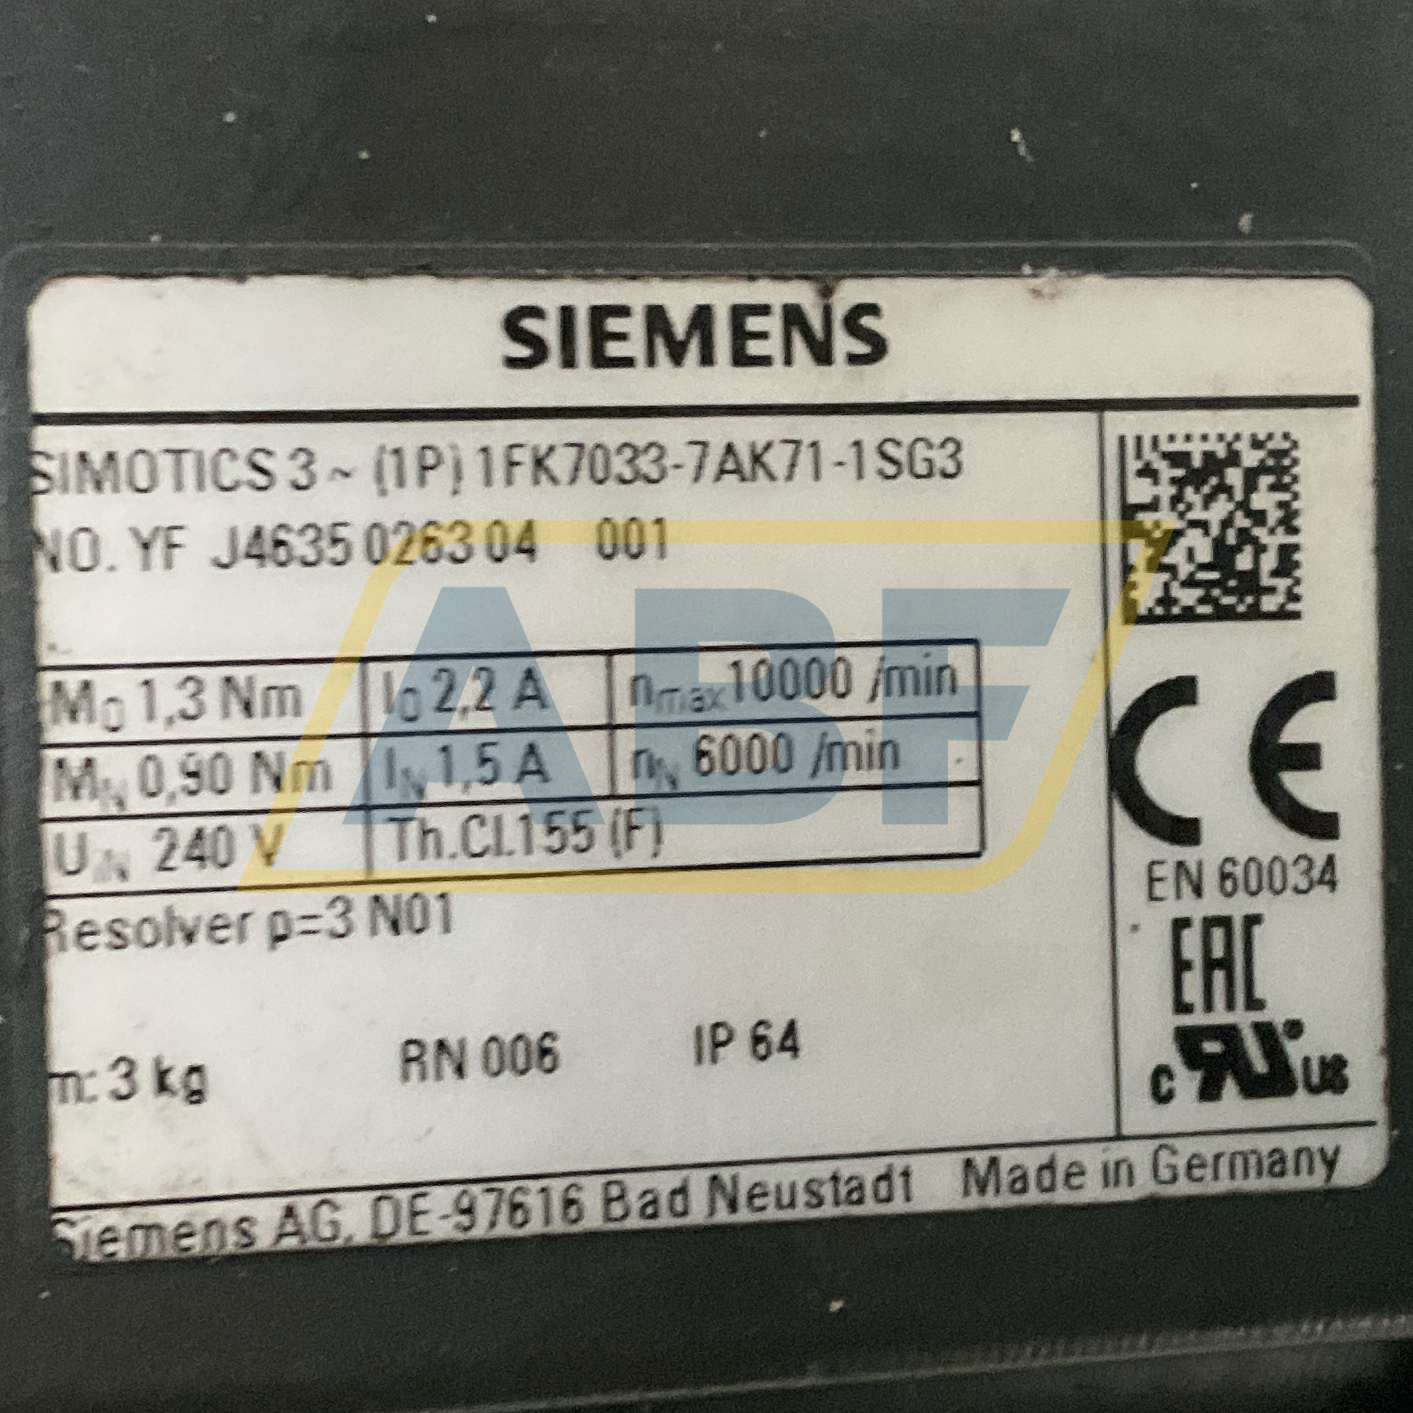 SIEMENS
SIMOTICS 3 ~ (1P) 1FK7033-7AK71-1SG3
NO. YF J4635 0263 04 001
M0 1,3 Nm I0 2,2 A nmax 10000 /min
MN 0,90 Nm IN 1,5 A nN 6000 /min
UiN 240 V Th.Cl.155 (F)
Resolver p=3 N01
m: 3 kg RN 006 IP 64
Siemens AG, DE-97616 Bad Neustadt Made in Germany
CE
EN 60034
EAC
c RU us
ABF